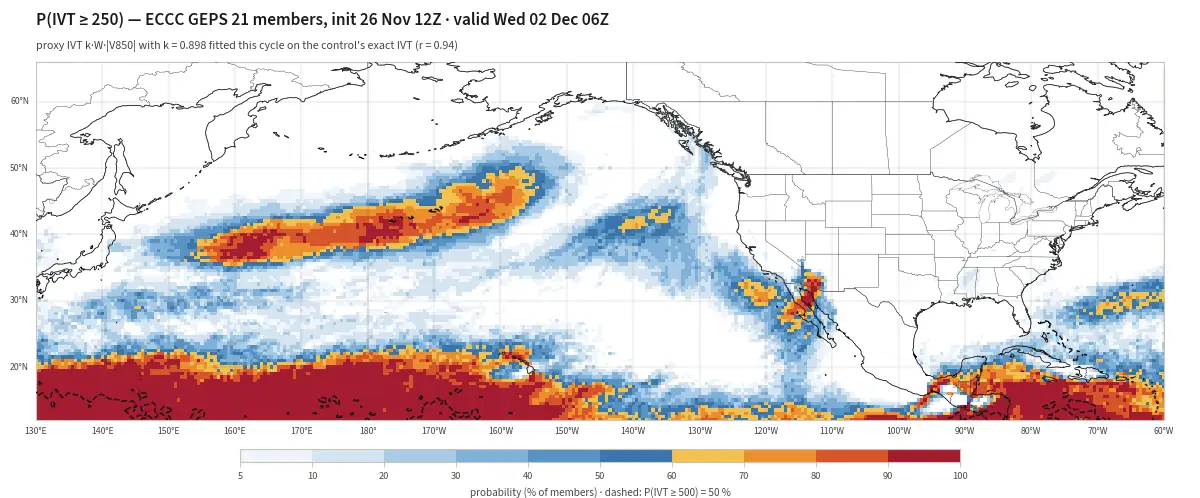 P(IVT ≥ 250) — ECCC GEPS 21 members, init 26 Nov 12Z · valid Wed 02 Dec 06Z
proxy IVT k·W·|V850| with k = 0.898 fitted this cycle on the control's exact IVT (r = 0.94)
60°N
50°N
40°N
30°N
20°N
130°E 140°E 150°E 160°E 170°E 180°E 170°W 160°W 150°W 140°W 130°W 120°W 110°W 100°W 90°W 80°W 70°W 60°W
5 10 20 30 40 50 60 70 80 90 100
probability (% of members) · dashed: P(IVT ≥ 500) = 50 %